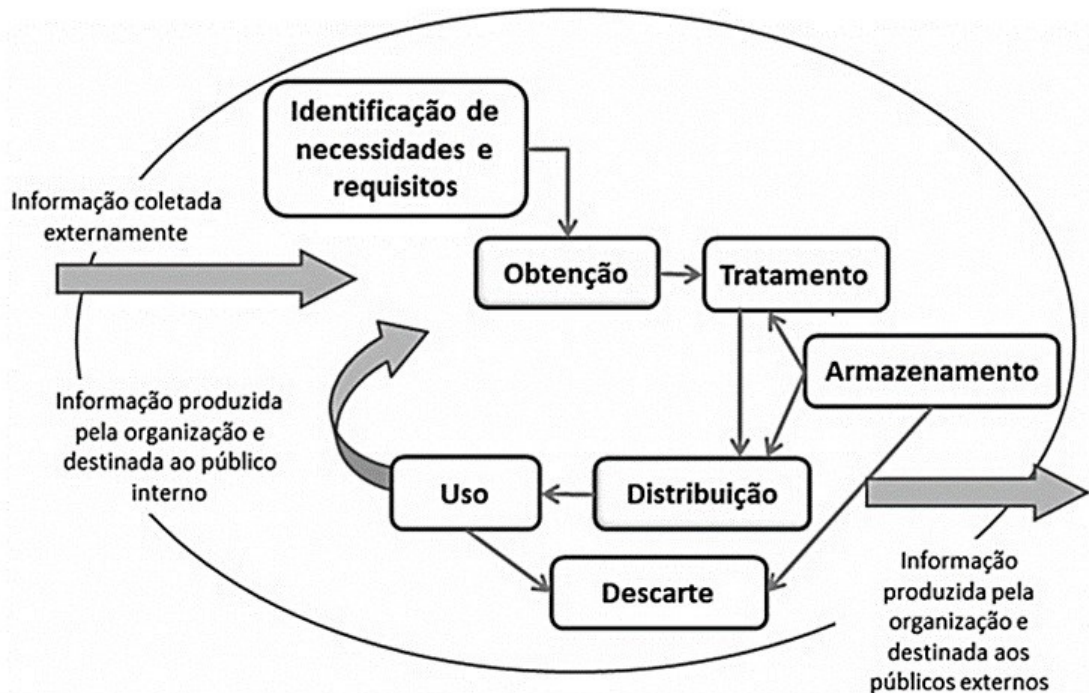 Identificação de
necessidades e
requisitos
Informação coletada
externamente
Obtenção
Tratamento
Armazenamento
Informação produzida
pela organização e
destinada ao público
interno
Uso
Distribuição
Descarte
Informação
produzida pela
organização e
destinada aos
públicos externos